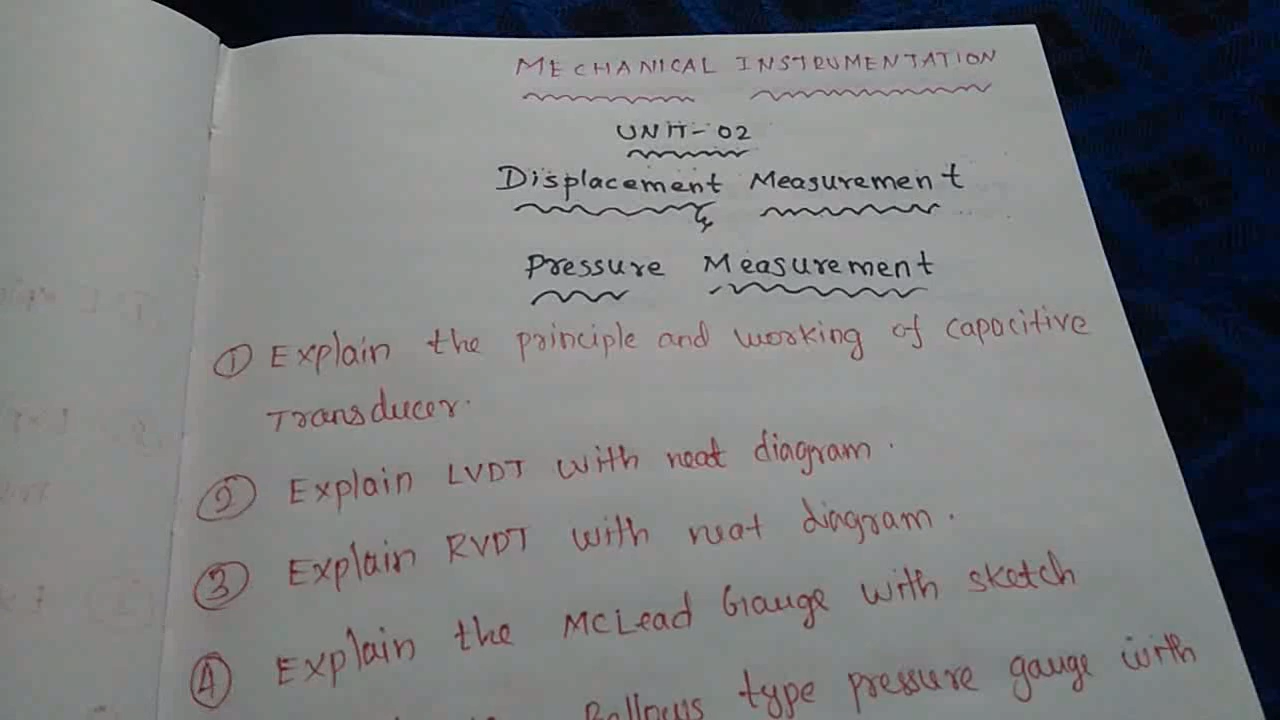 MECHANICAL INSTRUMENTATION
UNIT-02
Displacement Measurement
&
Pressure Measurement
① Explain the principle and working of capacitive
Transducer.
② Explain LVDT with neat diagram.
③ Explain RVDT with neat diagram.
④ Explain the McLead Gauge with sketch
Bellows type pressure gauge with